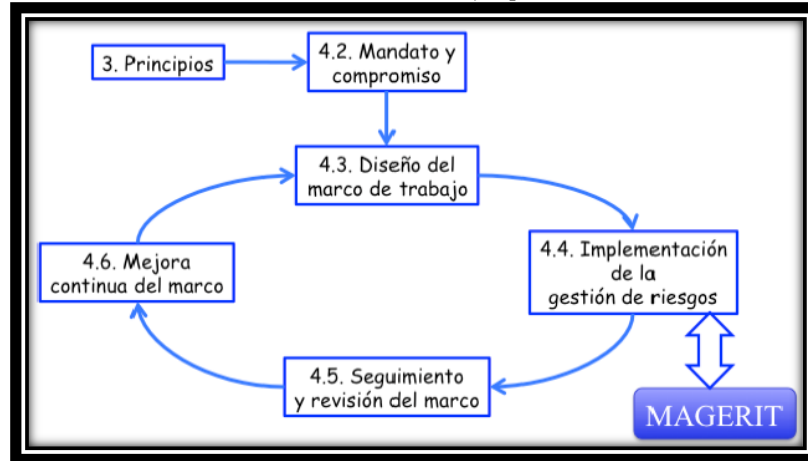 3. Principios
4.2. Mandato y
compromiso
4.3. Diseño del
marco de trabajo
4.4. Implementación
de la
gestión de riesgos
4.6. Mejora
continua del marco
4.5. Seguimiento
y revisión del marco
MAGERIT